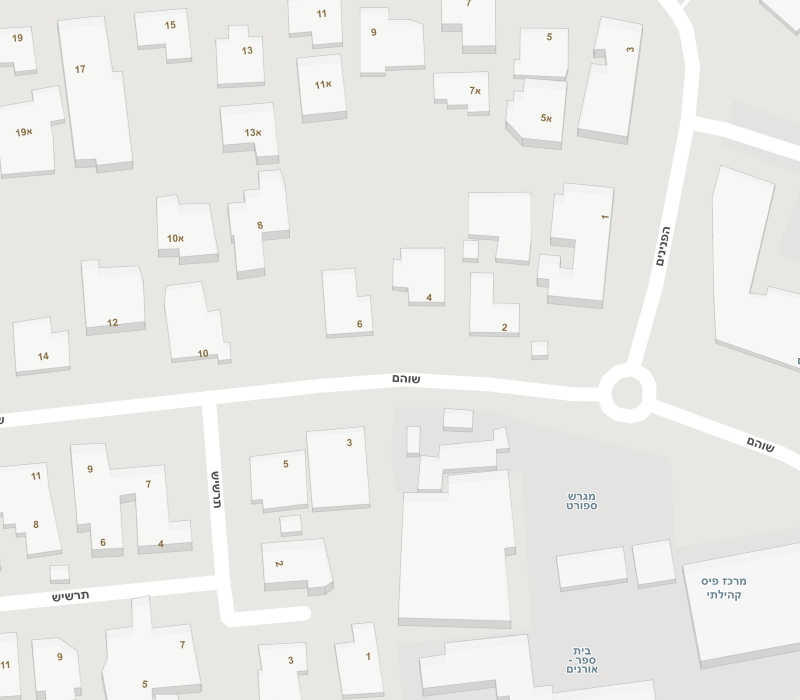 11
7
15
9
19
5
3
13
17
11א
7א
5א
13א
19א
1
8
10א
הפנינים
4
12
6
2
10
14
שוהם
שוהם
3
5
9
11
7
תרשיש
מגרש
ספורט
8
6
4
2
מרכז פיס
קהילתי
תרשיש
7
9
11
3
1
בית
ספר -
אורנים
5